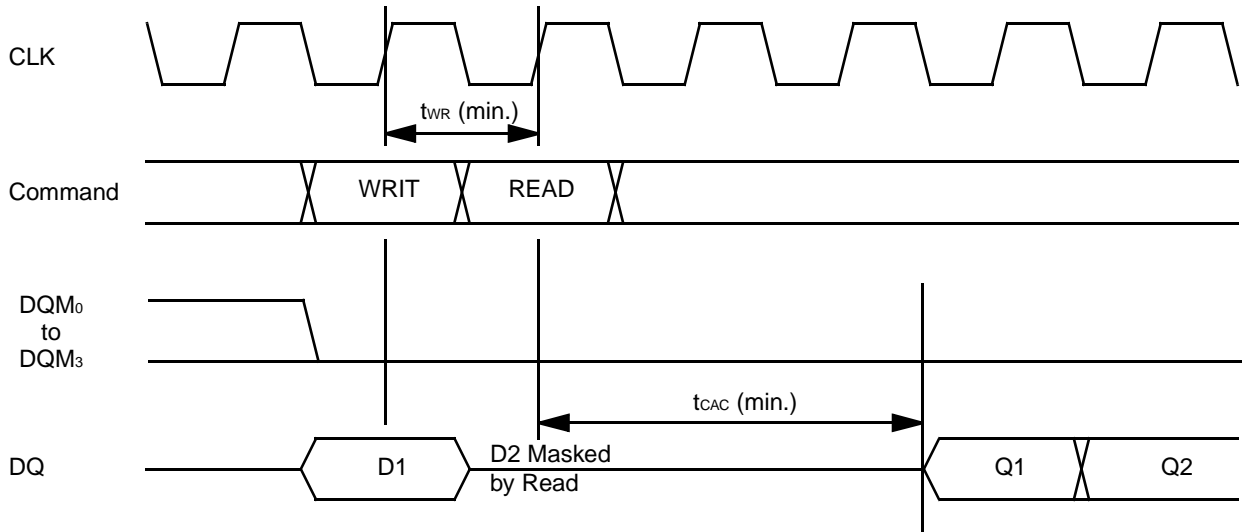 CLK
tWR (min.)
Command
WRIT
READ
DQM0
to
DQM3
tCAC (min.)
DQ
D1
D2 Masked
by Read
Q1
Q2